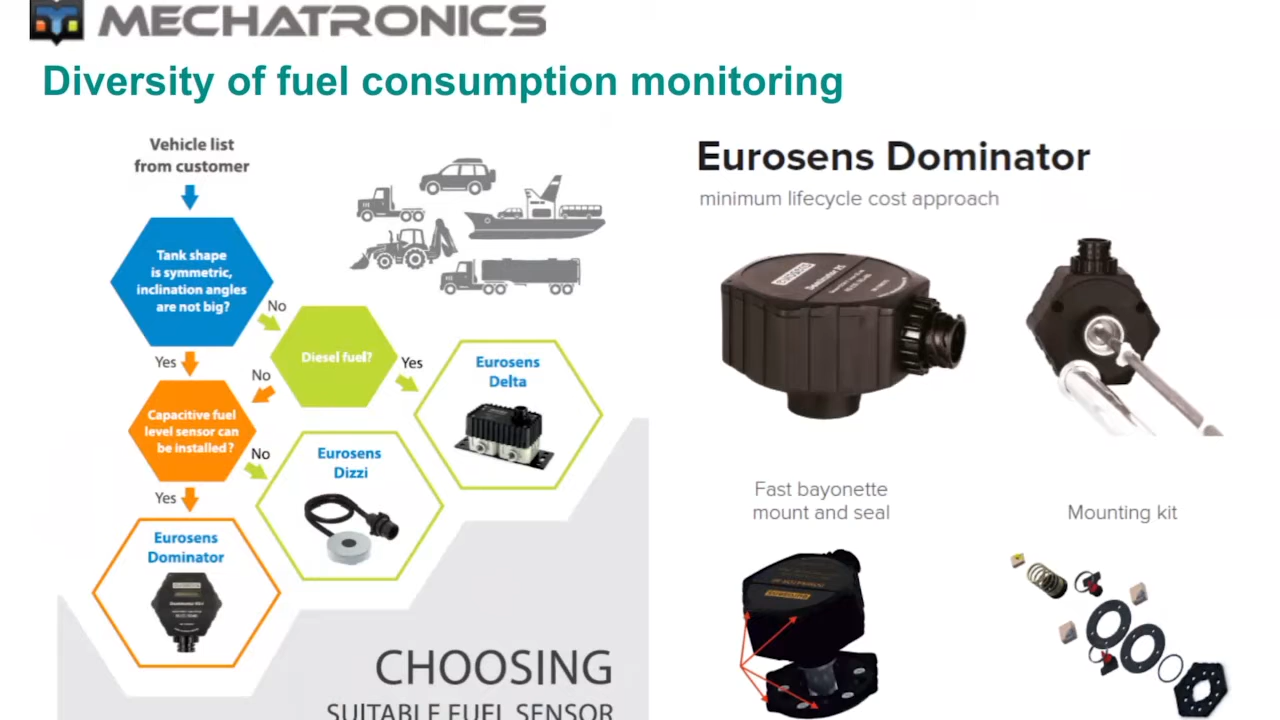 MECHATRONICS
Diversity of fuel consumption monitoring
Vehicle list
from customer
Tank shape
is symmetric,
inclination angles
are not big?
No
Yes
Diesel fuel?
Yes
No
Capacitive fuel
level sensor can
be installed?
No
Yes
Eurosens
Delta
Eurosens
Dizzi
Eurosens
Dominator
CHOOSING
SUITABLE FUEL SENSOR
Eurosens Dominator
minimum lifecycle cost approach
Fast bayonette
mount and seal
Mounting kit